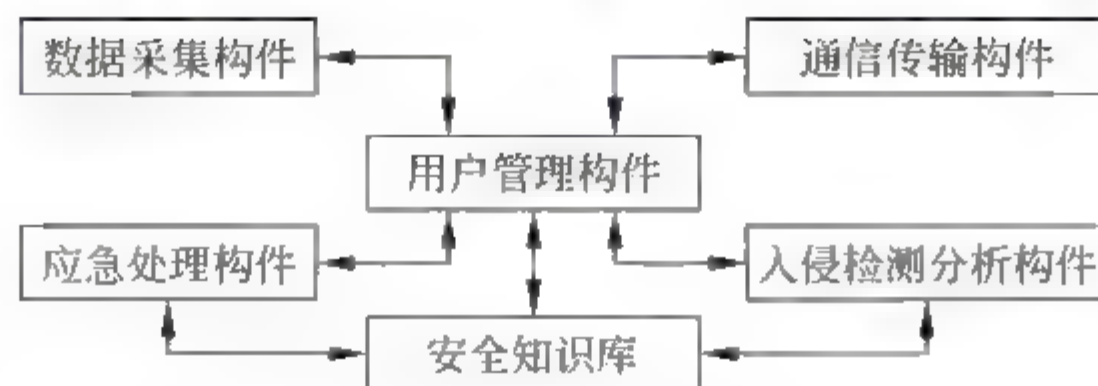 数据采集构件
通信传输构件
用户管理构件
应急处理构件
入侵检测分析构件
安全知识库